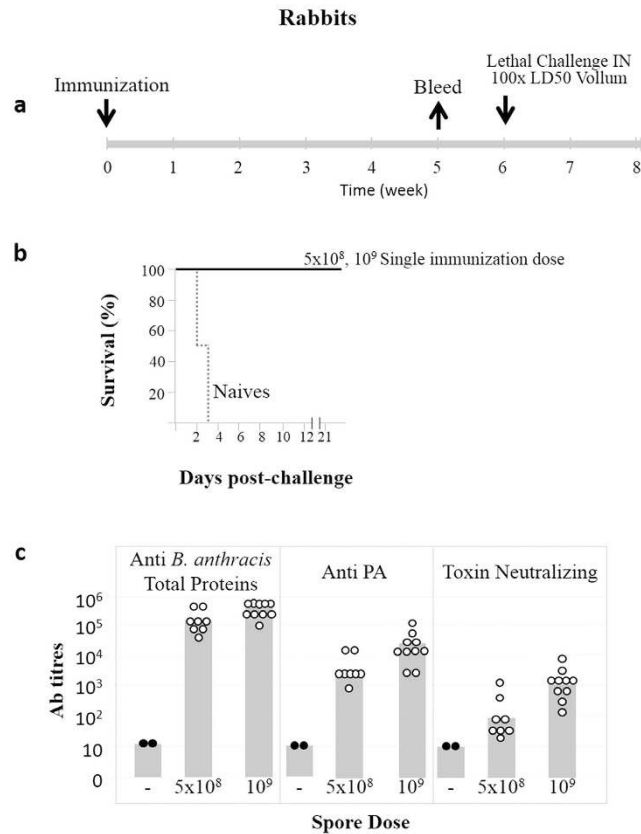 Rabbits
a
Immunization
Bleed
Lethal Challenge IN
100x LD50 Vollum
0 1 2 3 4 5 6 7 8
Time (week)
b
5x10⁸, 10⁹ Single immunization dose
100
80
60
40
20
Survival (%)
Naives
2 4 6 8 10 12 21
Days post-challenge
c
Anti B. anthracis
Total Proteins
Anti PA
Toxin Neutralizing
10⁶
10⁵
10⁴
10³
10²
10
0
Ab titres
- 5x10⁸ 10⁹ - 5x10⁸ 10⁹ - 5x10⁸ 10⁹
Spore Dose